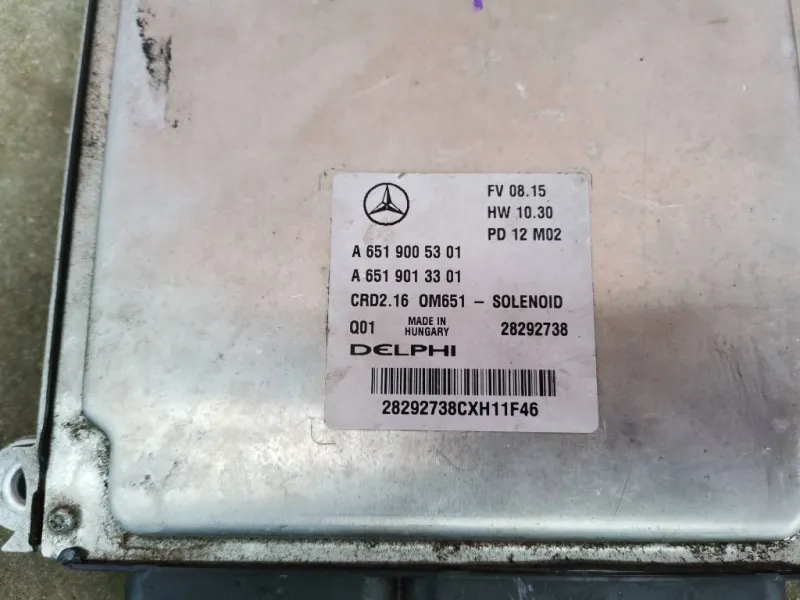 FV 08.15
HW 10.30
PD 12 M02
A 651 900 53 01
A 651 901 33 01
CRD2.16 OM651 – SOLENOID
Q01 MADE IN HUNGARY 28292738
DELPHI
28292738CXH11F46